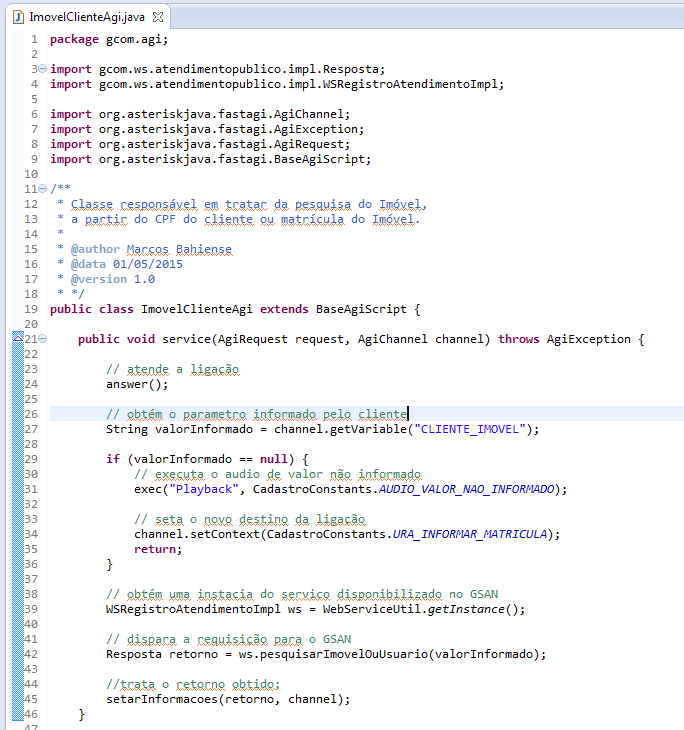 ImovelClienteAgi.java
1 package gcom.agi;
2
3 import gcom.ws.atendimentopublico.impl.Resposta;
4 import gcom.ws.atendimentopublico.impl.WSRegistroAtendimentoImpl;
5
6 import org.asteriskjava.fastagi.AgiChannel;
7 import org.asteriskjava.fastagi.AgiException;
8 import org.asteriskjava.fastagi.AgiRequest;
9 import org.asteriskjava.fastagi.BaseAgiScript;
10
11 /**
12 * Classe responsável em tratar da pesquisa do Imóvel,
13 * a partir do CPF do cliente ou matrícula do Imóvel.
14 *
15 * @author Marcos Bahiense
16 * @data 01/05/2015
17 * @version 1.0
18 * */
19 public class ImovelClienteAgi extends BaseAgiScript {
20
21 public void service(AgiRequest request, AgiChannel channel) throws AgiException {
22
23 // atende a ligação
24 answer();
25
26 // obtém o parametro informado pelo cliente
27 String valorInformado = channel.getVariable("CLIENTE_IMOVEL");
28
29 if (valorInformado == null) {
30 // executa o audio de valor não informado
31 exec("Playback", CadastroConstants.AUDIO_VALOR_NAO_INFORMADO);
32
33 // seta o novo destino da ligação
34 channel.setContext(CadastroConstants.URA_INFORMAR_MATRICULA);
35 return;
36 }
37
38 // obtém uma instacia do servico disponibilizado no GSAN
39 WSRegistroAtendimentoImpl ws = WebServiceUtil.getInstance();
40
41 // dispara a requisição para o GSAN
42 Resposta retorno = ws.pesquisarImovelOuUsuario(valorInformado);
43
44 //trata o retorno obtido;
45 setarInformacoes(retorno, channel);
46 }
47